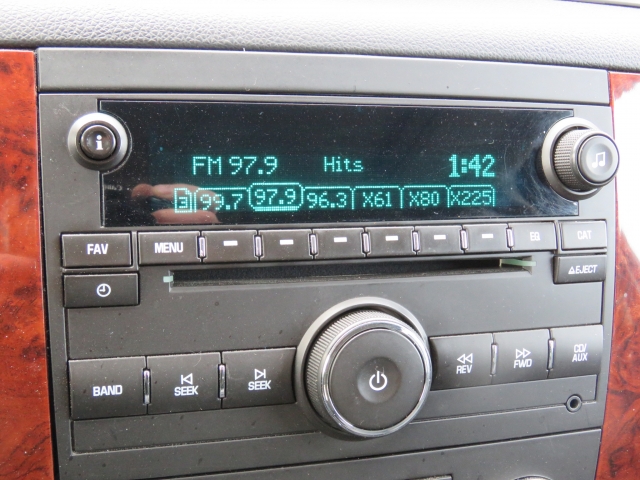 FM 97.9 Hits 1:42
3 99.7 97.9 96.3 X61 X80 X225
FAV MENU EQ CAT
EJECT
BAND SEEK SEEK REV FWD CD/
AUX